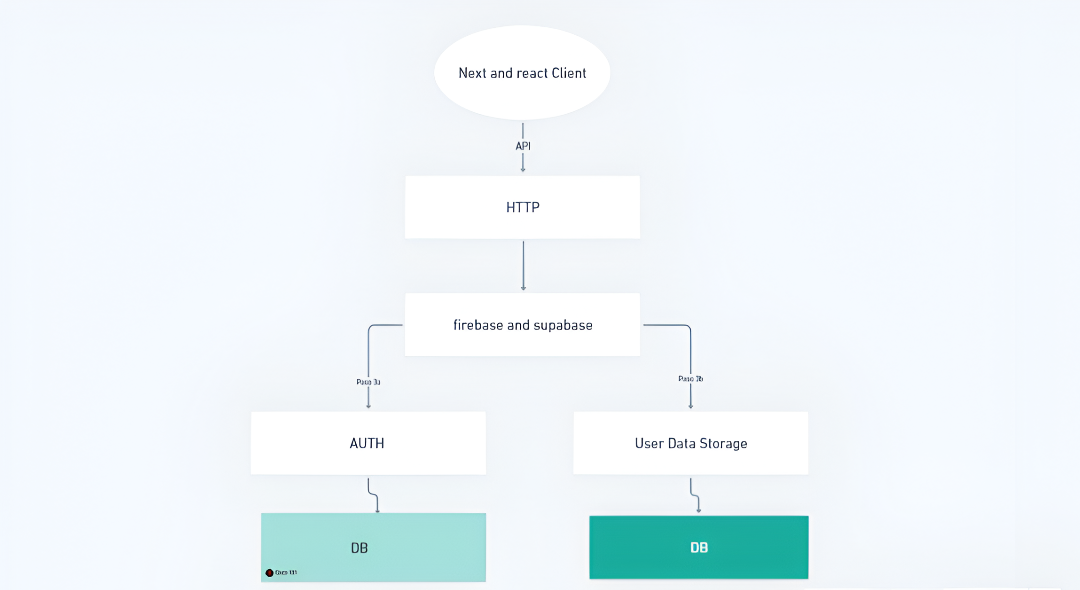 Next and react Client
API
HTTP
firebase and supabase
Paso 3a
Paso 3b
AUTH
User Data Storage
DB
DB